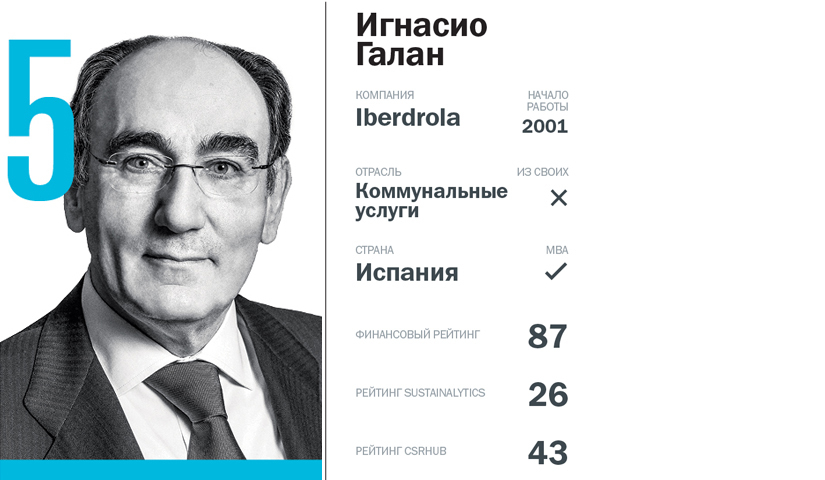 5
Игнасио
Галан
КОМПАНИЯ
Iberdrola
НАЧАЛО
РАБОТЫ
2001
ОТРАСЛЬ
Коммунальные
услуги
ИЗ СВОИХ
СТРАНА
Испания
MBA
ФИНАНСОВЫЙ РЕЙТИНГ 87
РЕЙТИНГ SUSTAINALYTICS 26
РЕЙТИНГ CSRHUB 43